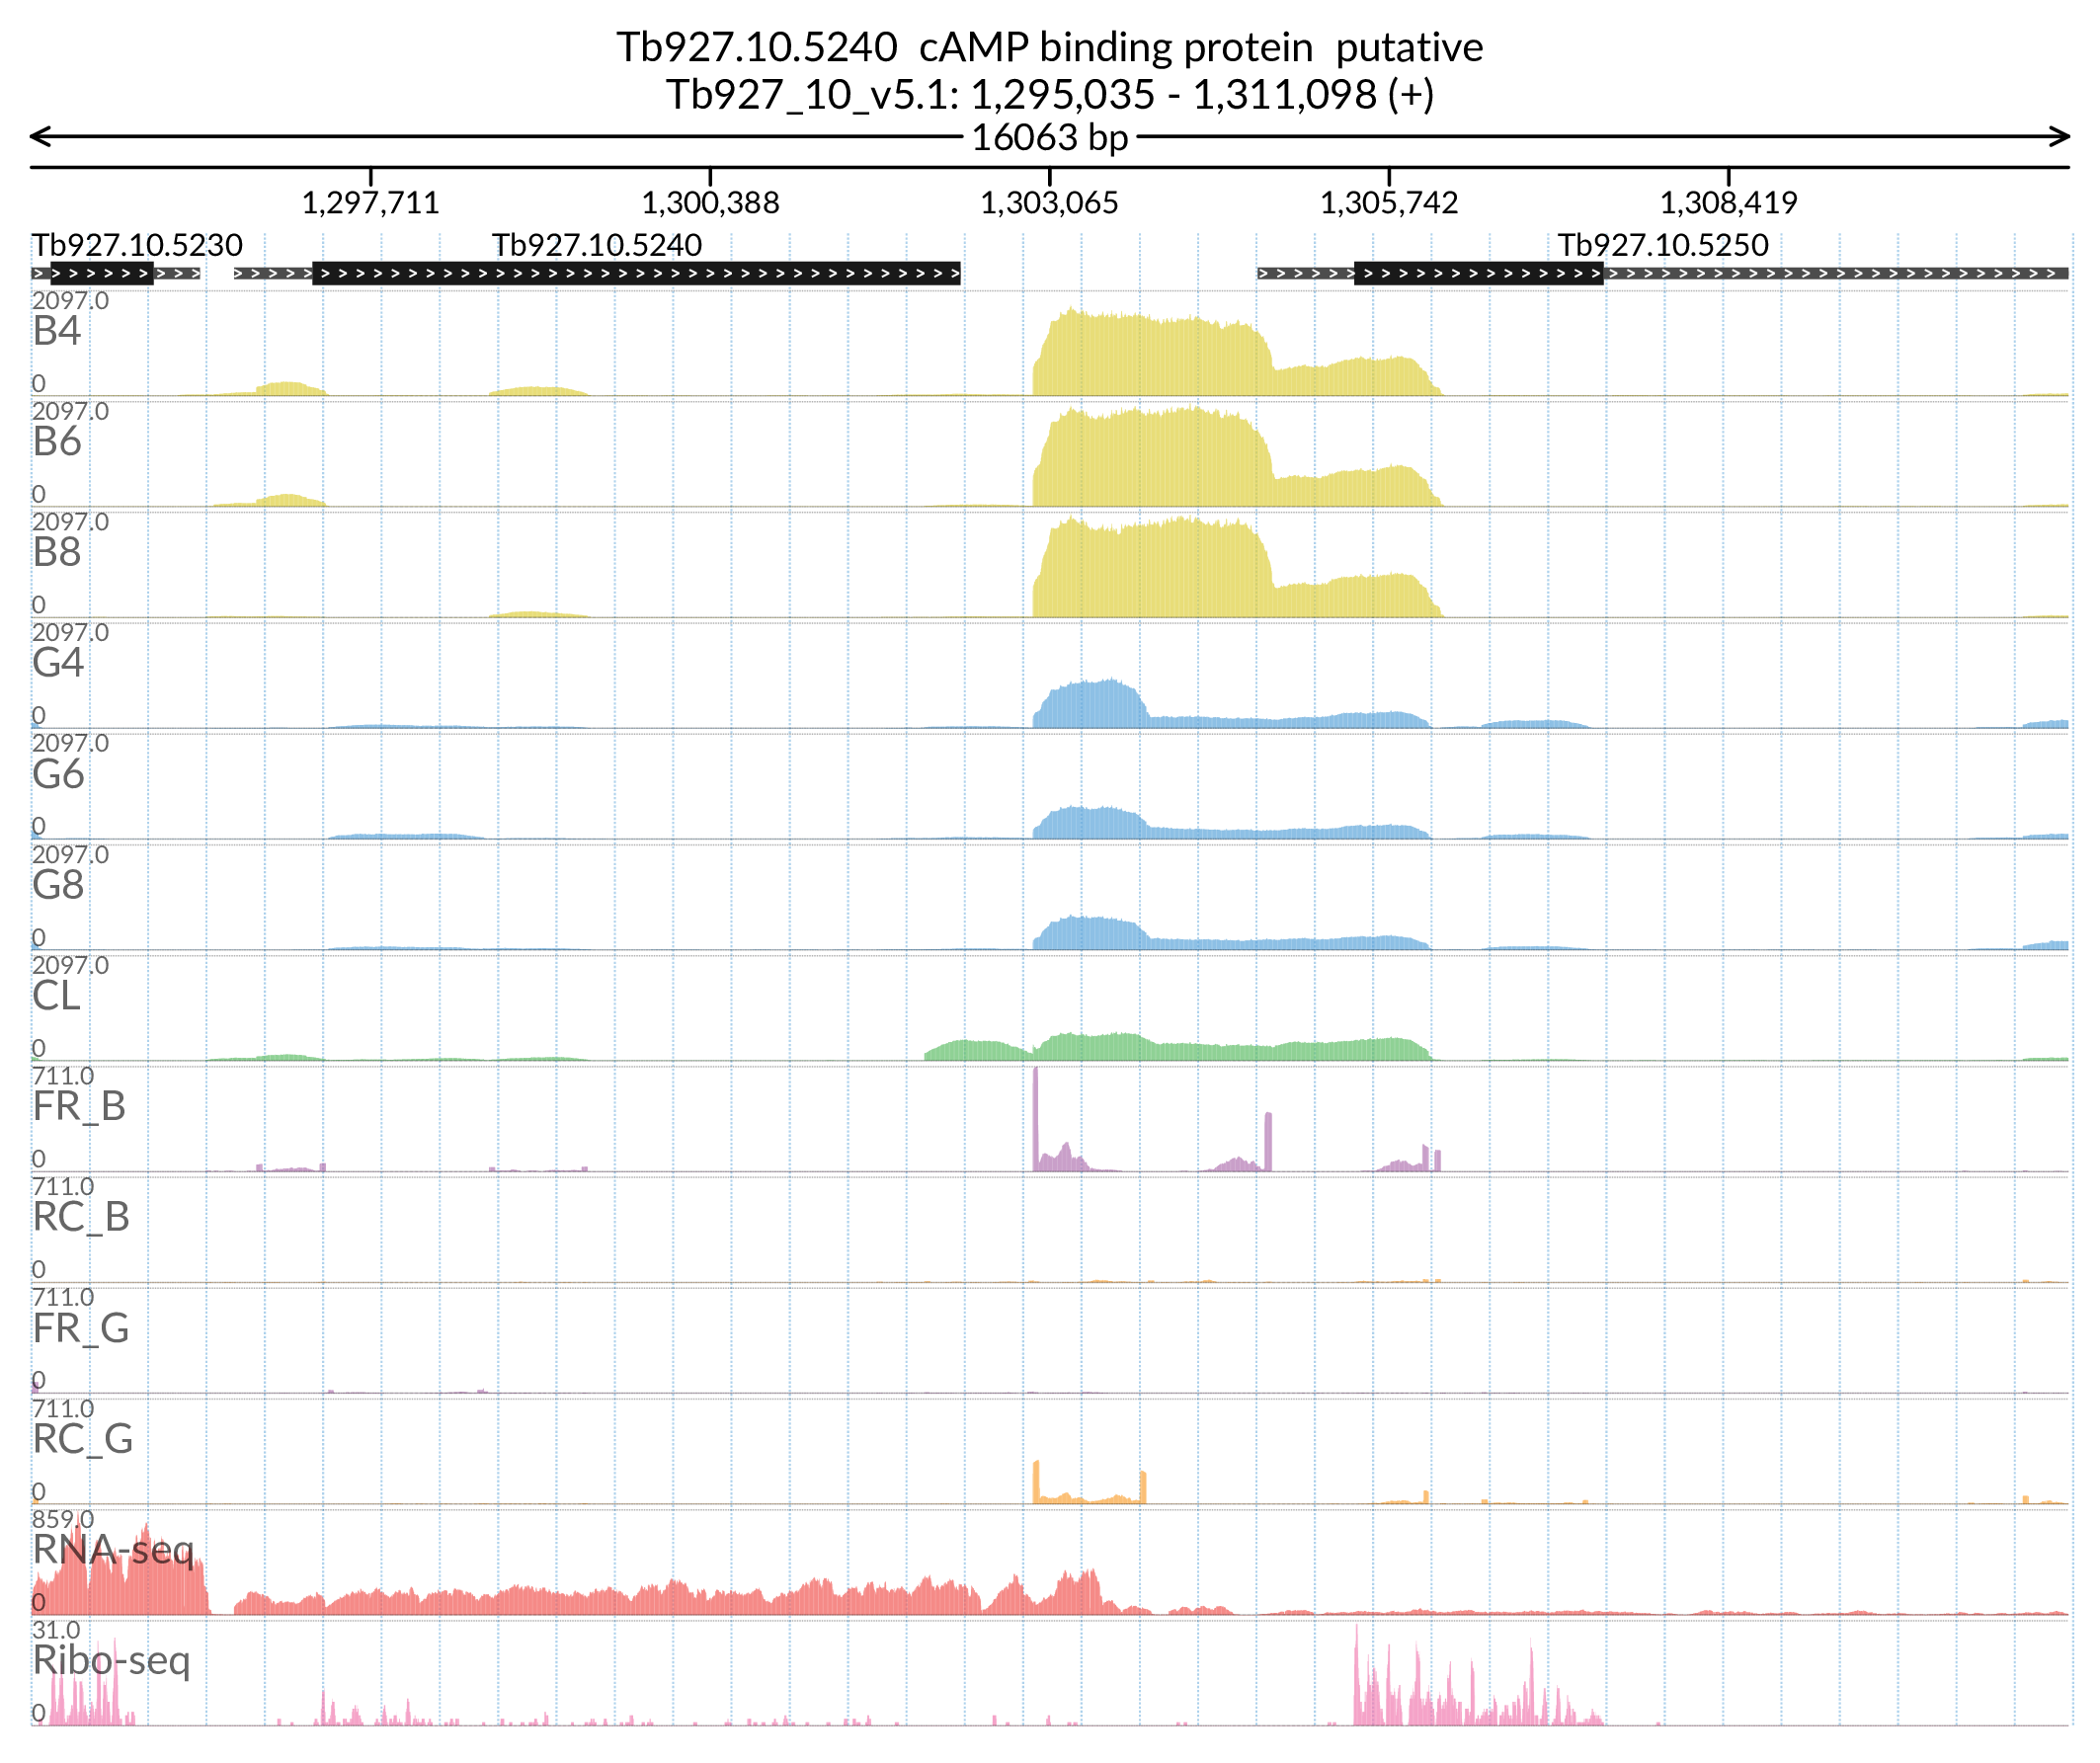 Tb927.10.5240 cAMP binding protein putative
Tb927_10_v5.1: 1,295,035 - 1,311,098 (+)
16063 bp
1,297,711 1,300,388 1,303,065 1,305,742 1,308,419
Tb927.10.5230 Tb927.10.5240 Tb927.10.5250
2097.0
B4
0
2097.0
B6
0
2097.0
B8
0
2097.0
G4
0
2097.0
G6
0
2097.0
G8
0
2097.0
CL
0
711.0
FR_B
0
711.0
RC_B
0
711.0
FR_G
0
711.0
RC_G
0
859.0
RNA-seq
0
31.0
Ribo-seq
0